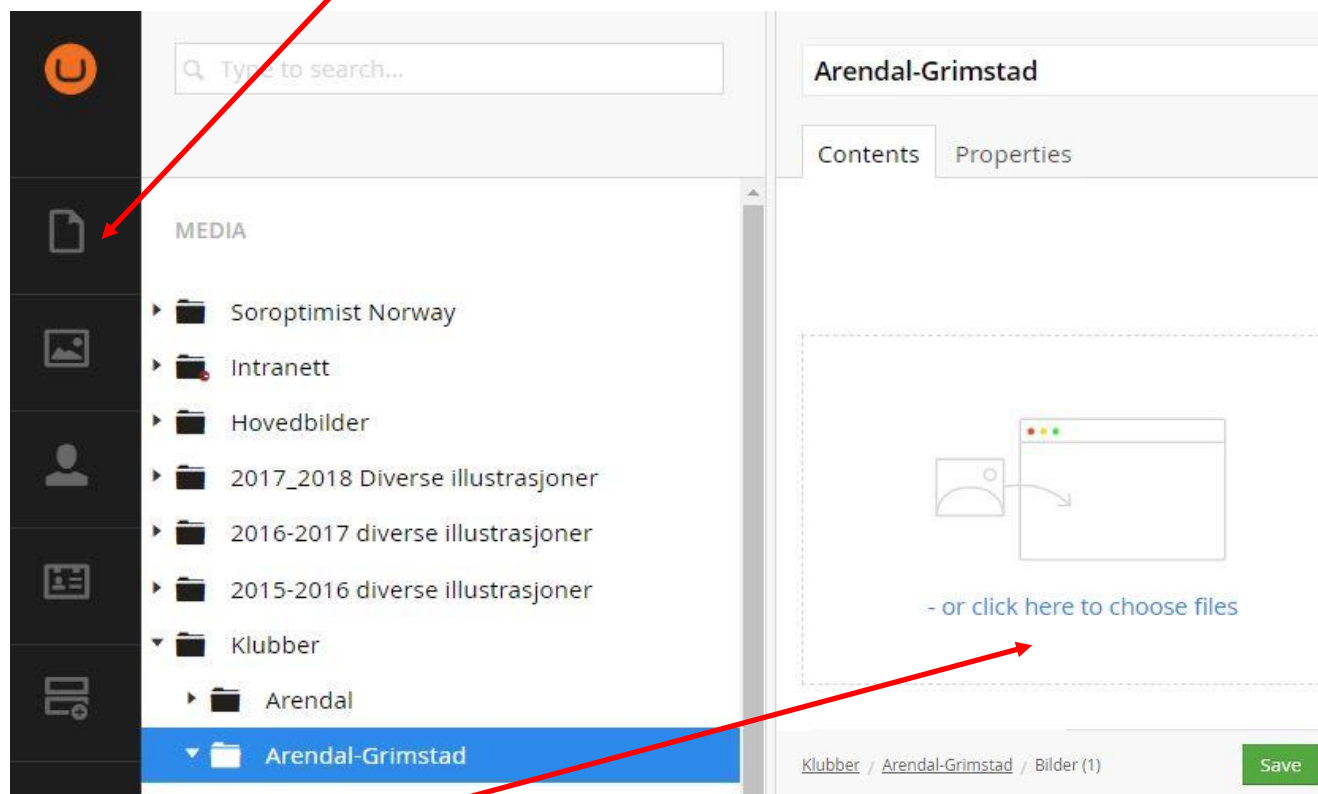 Type to search...
MEDIA
Soroptimist Norway
Intranett
Hovedbilder
2017_2018 Diverse illustrasjoner
2016-2017 diverse illustrasjoner
2015-2016 diverse illustrasjoner
Klubber
Arendal
Arendal-Grimstad
Arendal-Grimstad
Contents Properties
- or click here to choose files
Klubber / Arendal-Grimstad / Bilder (1) Save